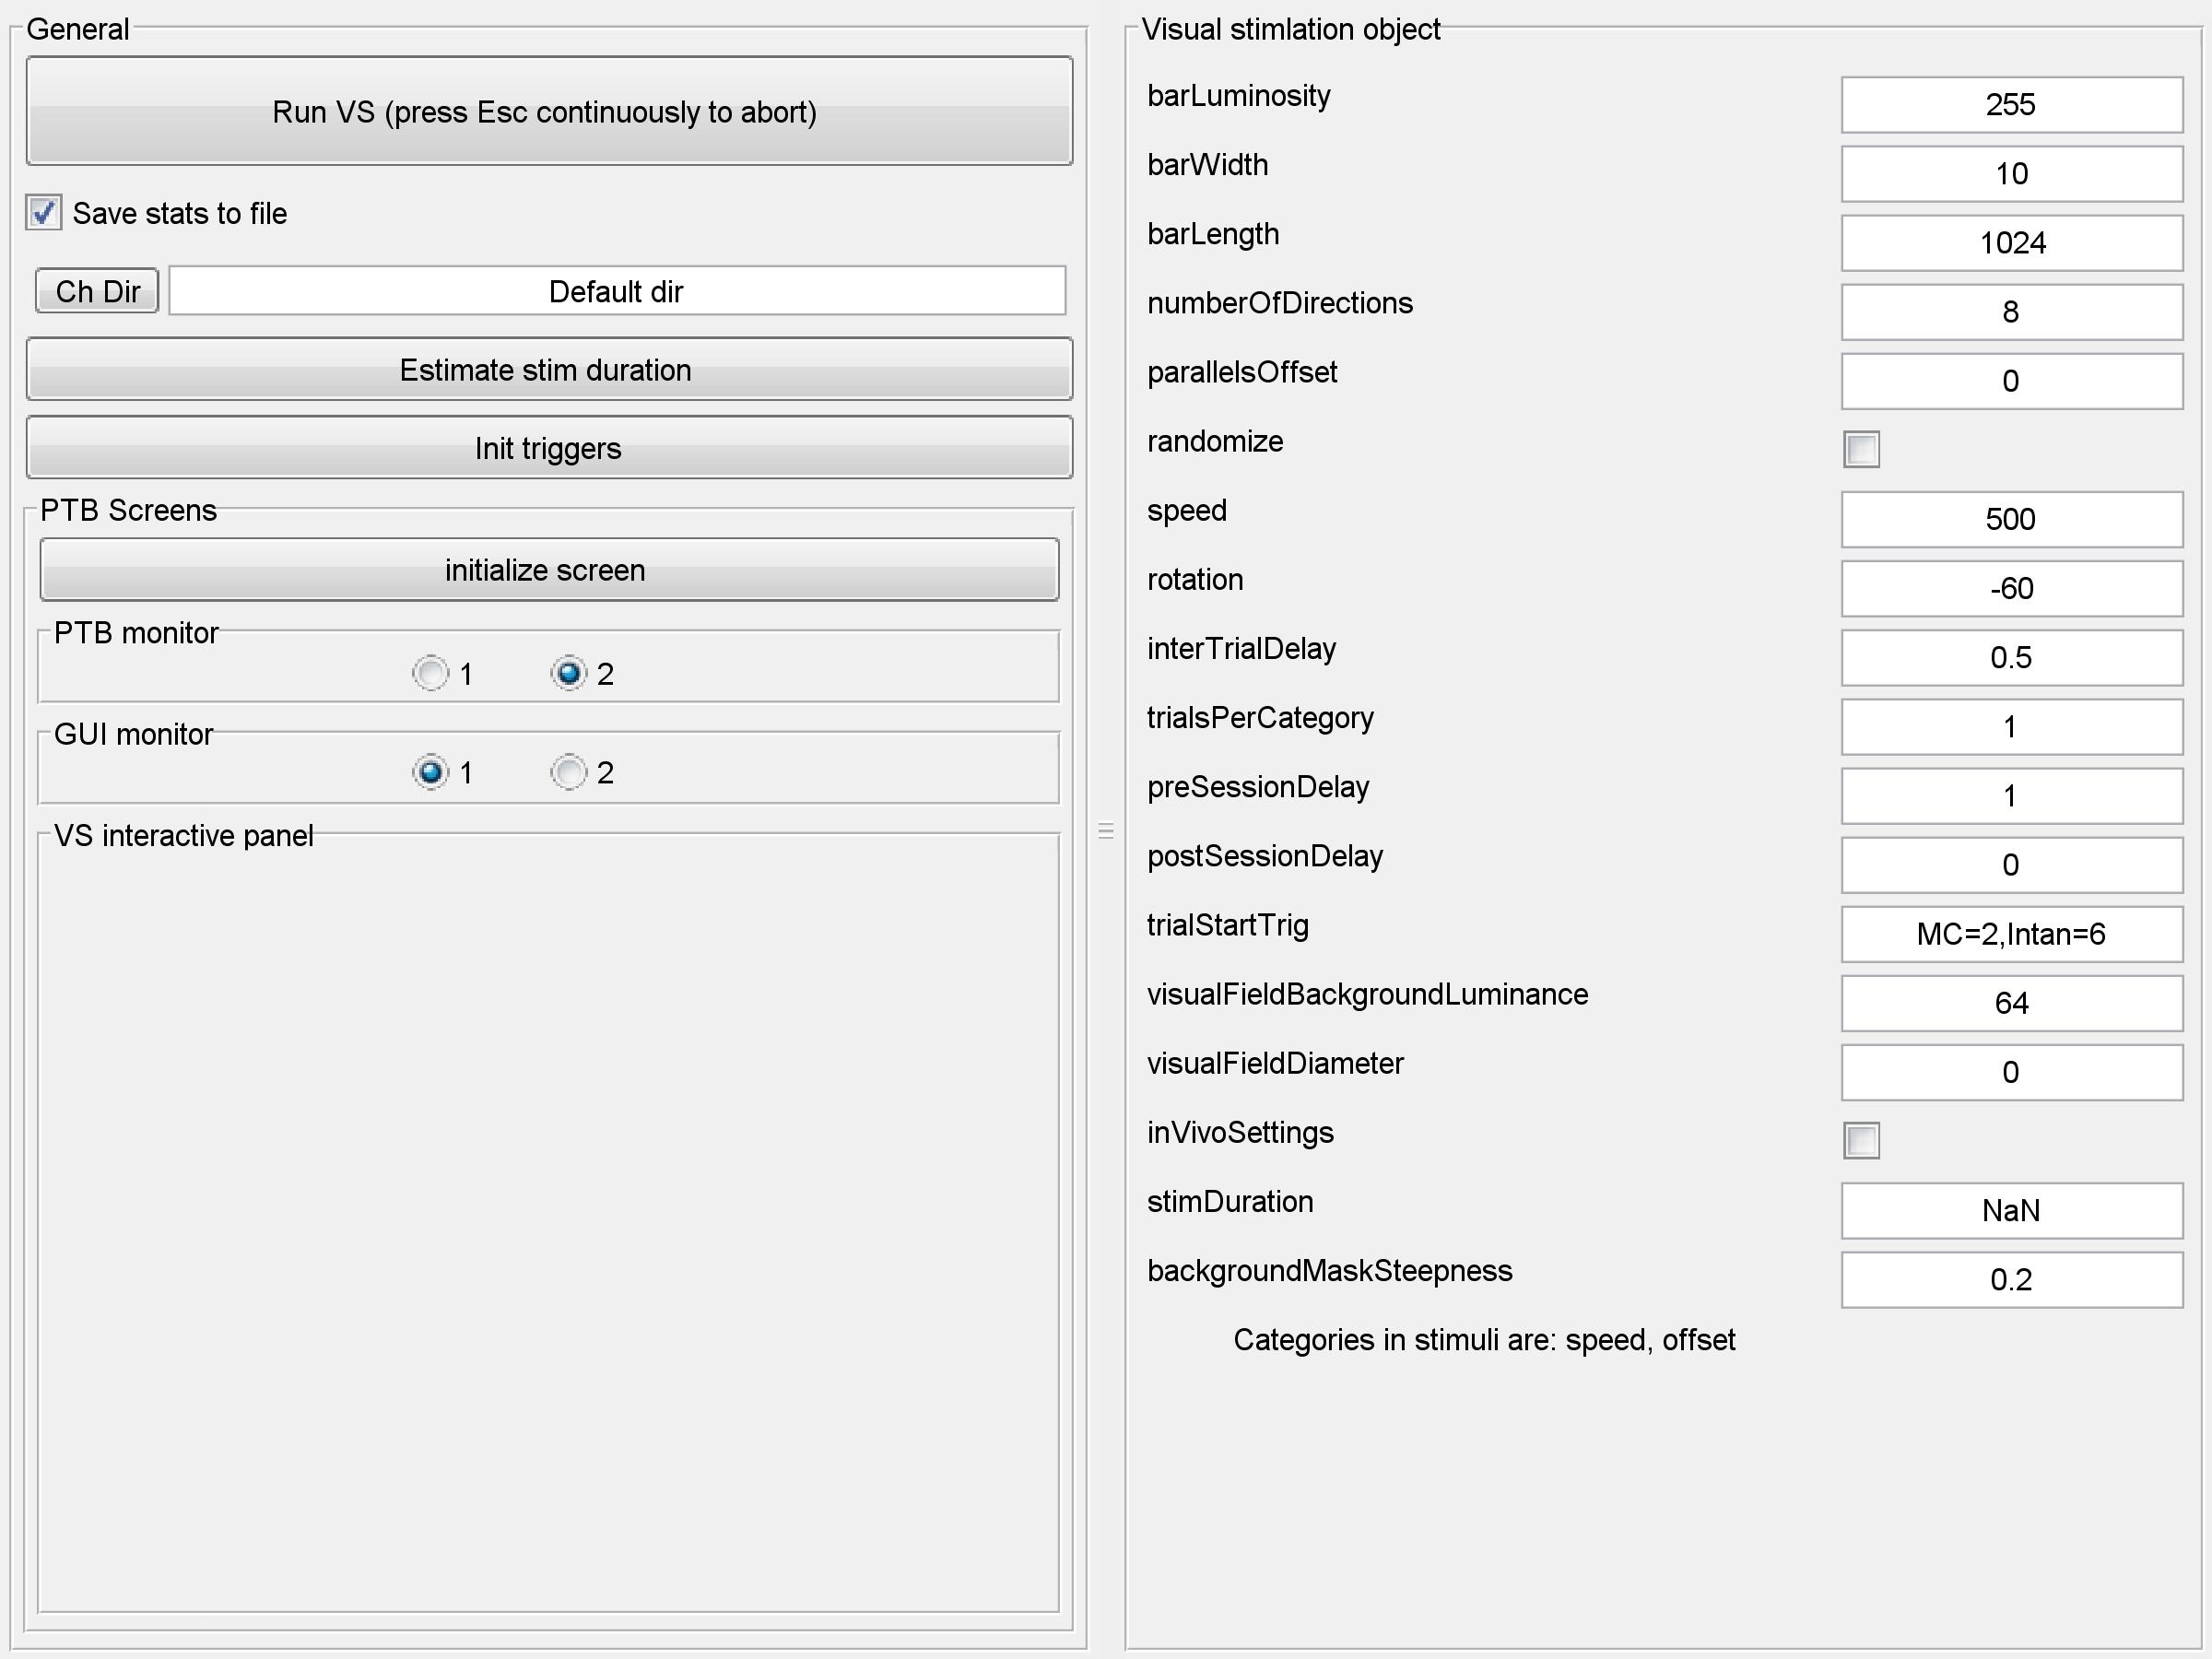 General
Run VS (press Esc continuously to abort)
Save stats to file
Ch Dir
Default dir
Estimate stim duration
Init triggers
PTB Screens
initialize screen
PTB monitor
1 2
GUI monitor
1 2
VS interactive panel
Visual stimlation object
barLuminosity 255
barWidth 10
barLength 1024
numberOfDirections 8
parallelsOffset 0
randomize
speed 500
rotation -60
interTrialDelay 0.5
trialsPerCategory 1
preSessionDelay 1
postSessionDelay 0
trialStartTrig MC=2,Intan=6
visualFieldBackgroundLuminance 64
visualFieldDiameter 0
inVivoSettings
stimDuration NaN
backgroundMaskSteepness 0.2
Categories in stimuli are: speed, offset